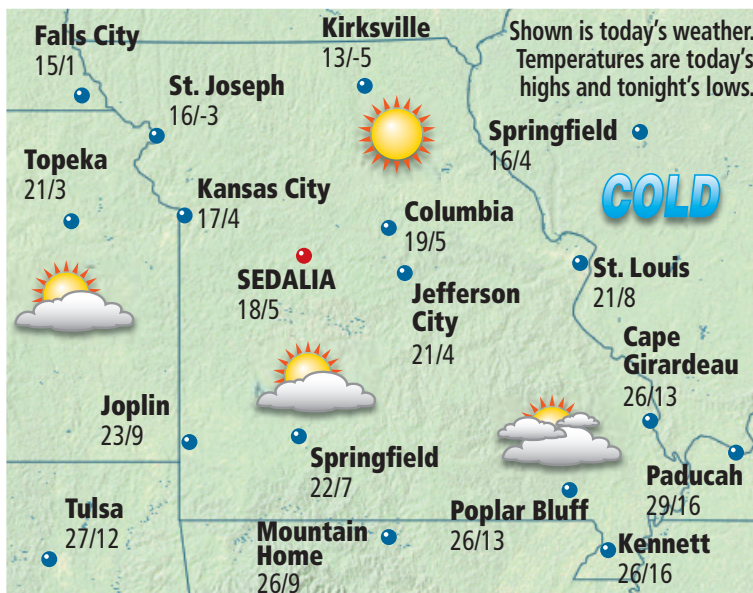 Falls City
15/1
Kirksville
13/-5
Shown is today's weather.
Temperatures are today's
highs and tonight's lows.
St. Joseph
16/-3
Springfield
16/4
Topeka
21/3
Kansas City
17/4
Columbia
19/5
COLD
SEDALIA
18/5
Jefferson
City
21/4
St. Louis
21/8
Cape
Girardeau
26/13
Joplin
23/9
Springfield
22/7
Paducah
29/16
Tulsa
27/12
Mountain
Home
26/9
Poplar Bluff
26/13
Kennett
26/16